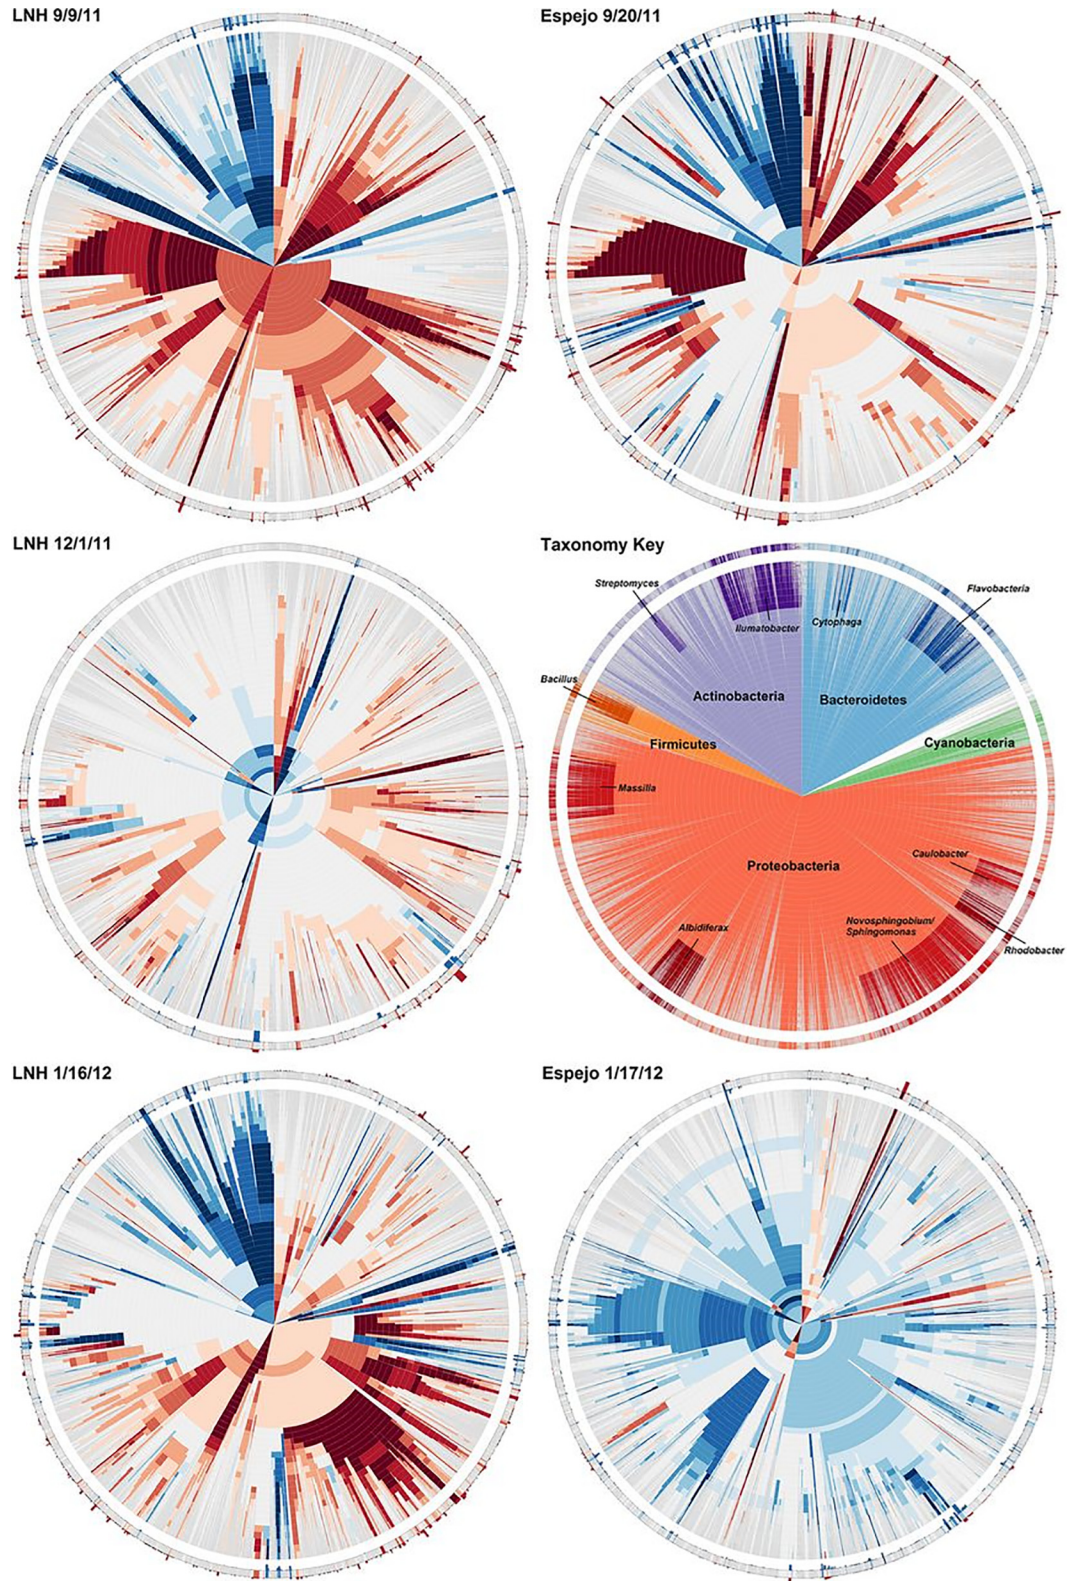 LNH 9/9/11
Espejo 9/20/11
LNH 12/1/11
Taxonomy Key
Streptomyces
Ilumatobacter
Cytophaga
Flavobacteria
Bacillus
Actinobacteria
Bacteroidetes
Firmicutes
Cyanobacteria
Massilla
Proteobacteria
Caulobacter
Albidiferax
Novosphingobium/
Sphingomonas
Rhodobacter
LNH 1/16/12
Espejo 1/17/12